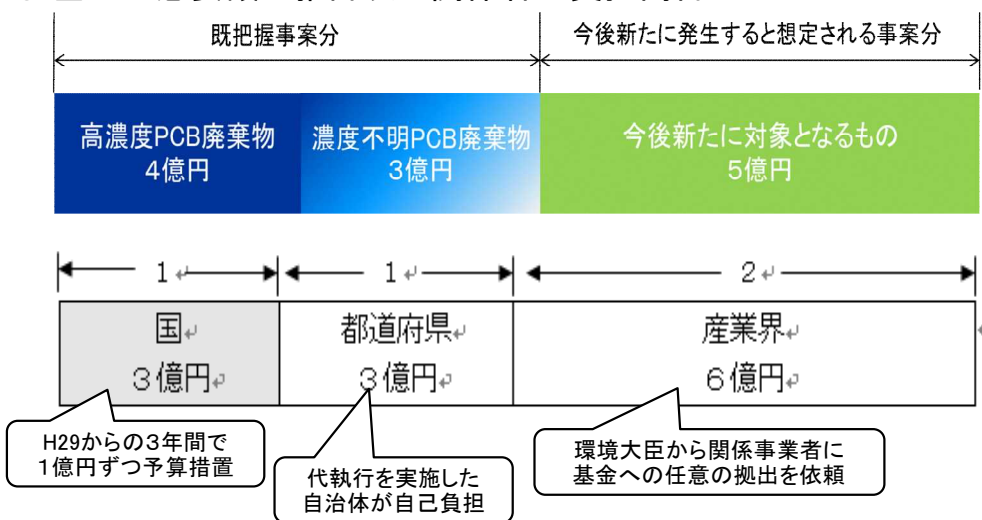 既把握事案分
今後新たに発生すると想定される事案分
高濃度PCB廃棄物
4億円
濃度不明PCB廃棄物
3億円
今後新たに対象となるもの
5億円
1
1
2
国
3億円
都道府県
3億円
産業界
6億円
H29からの3年間で
1億円ずつ予算措置
代執行を実施した
自治体が自己負担
環境大臣から関係事業者に
基金への任意の拠出を依頼